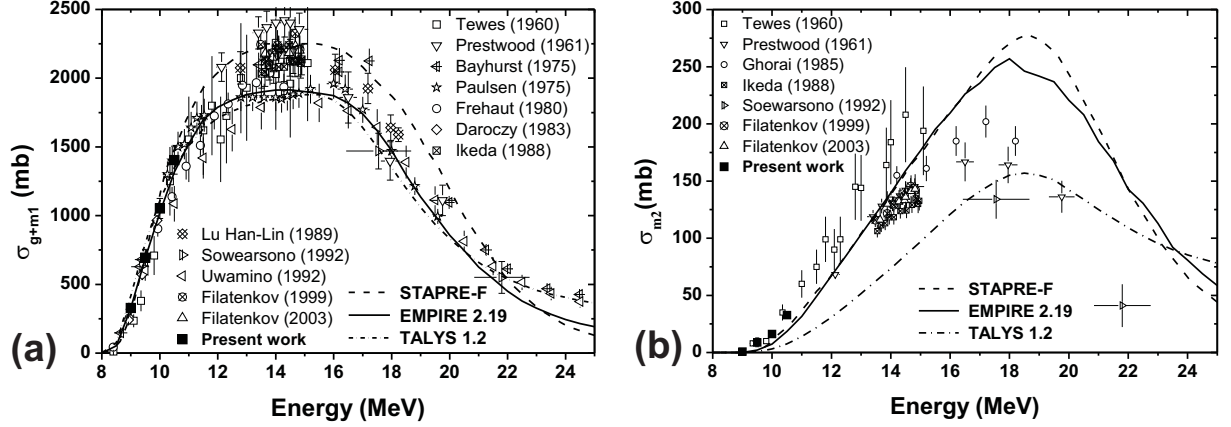 2500
2250
2000
1750
1500
1250
1000
750
500
250
0
σg+m1 (mb)
Tewes (1960)
Prestwood (1961)
Bayhurst (1975)
Paulsen (1975)
Frehaut (1980)
Daroczy (1983)
Ikeda (1988)
Lu Han-Lin (1989)
Sowearsono (1992)
Uwamino (1992)
Filatenkov (1999)
Filatenkov (2003)
Present work
STAPRE-F
EMPIRE 2.19
TALYS 1.2
(a)
8 10 12 14 16 18 20 22 24
Energy (MeV)
300
250
200
150
100
50
0
σm2 (mb)
Tewes (1960)
Prestwood (1961)
Ghorai (1985)
Ikeda (1988)
Soewarsono (1992)
Filatenkov (1999)
Filatenkov (2003)
Present work
STAPRE-F
EMPIRE 2.19
TALYS 1.2
(b)
8 10 12 14 16 18 20 22 24
Energy (MeV)